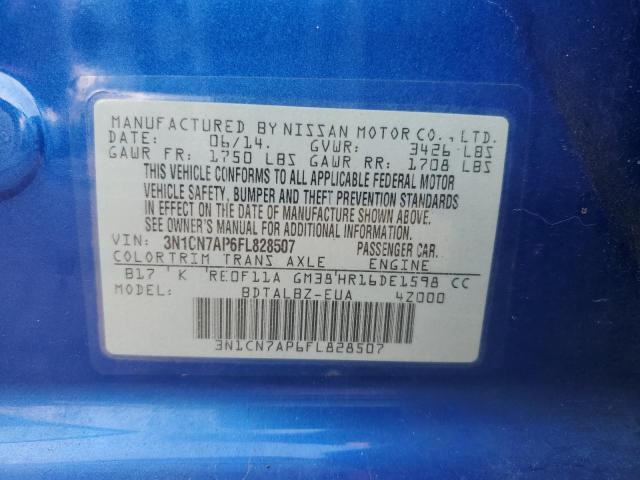 MANUFACTURED BY NISSAN MOTOR CO., LTD.
DATE: 06/14. GVWR: 3426 LBS
GAWR FR: 1750 LBS GAWR RR: 1708 LBS
THIS VEHICLE CONFORMS TO ALL APPLICABLE FEDERAL MOTOR
VEHICLE SAFETY, BUMPER AND THEFT PREVENTION STANDARDS
IN EFFECT ON THE DATE OF MANUFACTURE SHOWN ABOVE.
SEE OWNER'S MANUAL FOR ADDITIONAL INFORMATION.
VIN: 3N1CN7AP6FL828507 PASSENGER CAR.
COLORTRIM TRANS AXLE ENGINE
B17 K RE0F11A GM38 HR16DE1598 CC
MODEL: BDTALBZ-EUA 4Z000
3N1CN7AP6FL828507